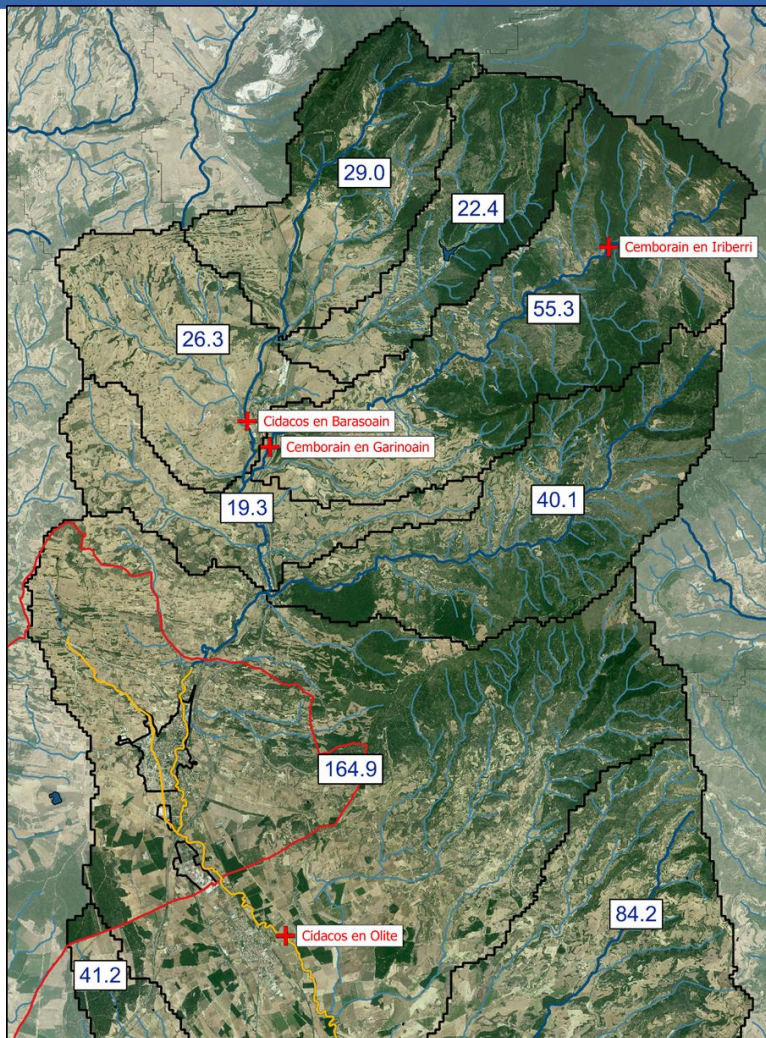 29.0
22.4
Cemborain en Iriberri
55.3
26.3
Cidacos en Barasoain
Cemborain en Garinoain
19.3
40.1
164.9
84.2
Cidacos en Olite
41.2